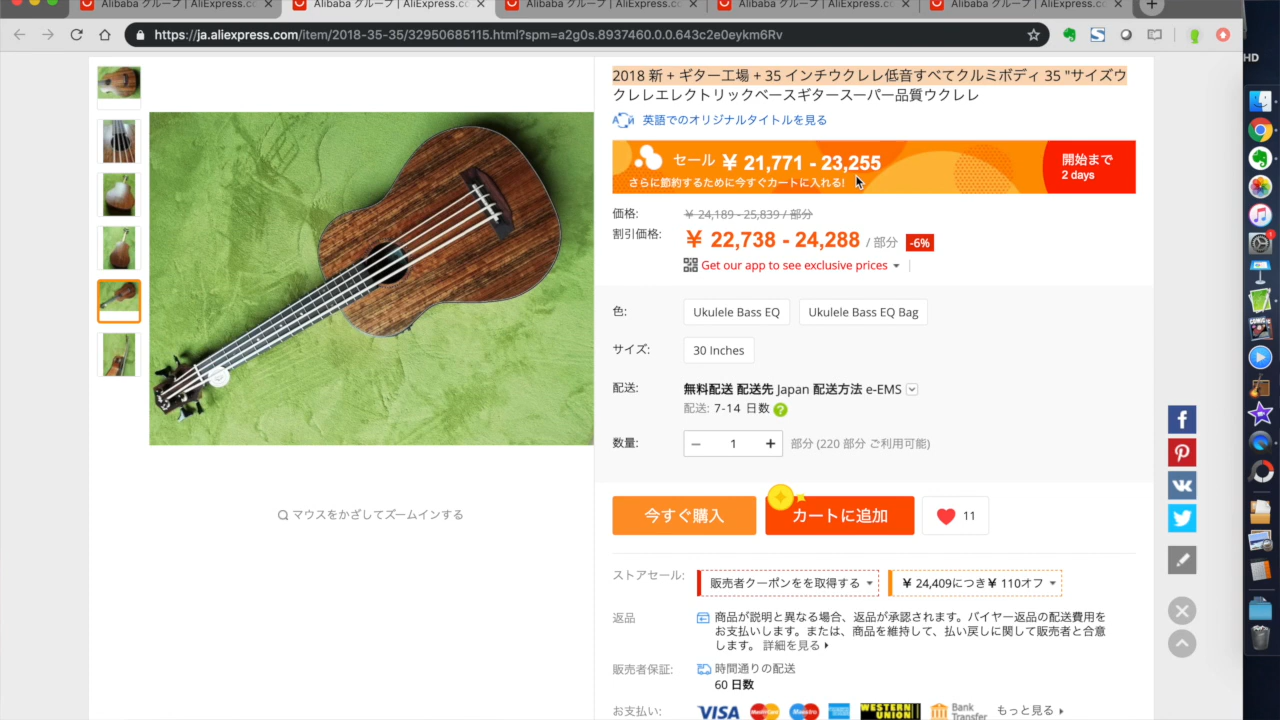 Alibaba グループ | AliExpress.c
Alibaba グループ | AliExpress.c
Alibaba グループ | AliExpress.c
Alibaba グループ | AliExpress.c
Alibaba グループ | AliExpress.c
https://ja.aliexpress.com/item/2018-35-35/32950685115.html?spm=a2g0s.8937460.0.0.643c2e0eykm6Rv
HD
2018 新 + ギター工場 + 35 インチウクレレ低音すべてクルミボディ 35 "サイズウ
クレレエレクトリックベースギタースーパー品質ウクレレ
英語でのオリジナルタイトルを見る
セール ¥ 21,771 - 23,255
さらに節約するために今すぐカートに入れる!
開始まで
2 days
価格: ¥ 24,189 - 25,839 / 部分
割引価格: ¥ 22,738 - 24,288 / 部分 -6%
Get our app to see exclusive prices
色: Ukulele Bass EQ Ukulele Bass EQ Bag
サイズ: 30 Inches
配送: 無料配送 配送先 Japan 配送方法 e-EMS
配送: 7-14 日数
数量: 1 部分 (220 部分 ご利用可能)
マウスをかざしてズームインする
今すぐ購入 カートに追加 11
ストアセール: 販売者クーポンをを取得する ¥ 24,409につき¥ 110オフ
返品 商品が説明と異なる場合、返品が承認されます。バイヤー返品の配送費用を
お支払いします。または、商品を維持して、払い戻しに関して販売者と合意
します。 詳細を見る
販売者保証: 時間通りの配送
60 日数
お支払い: VISA MasterCard Maestro WESTERN UNION Bank Transfer もっと見る